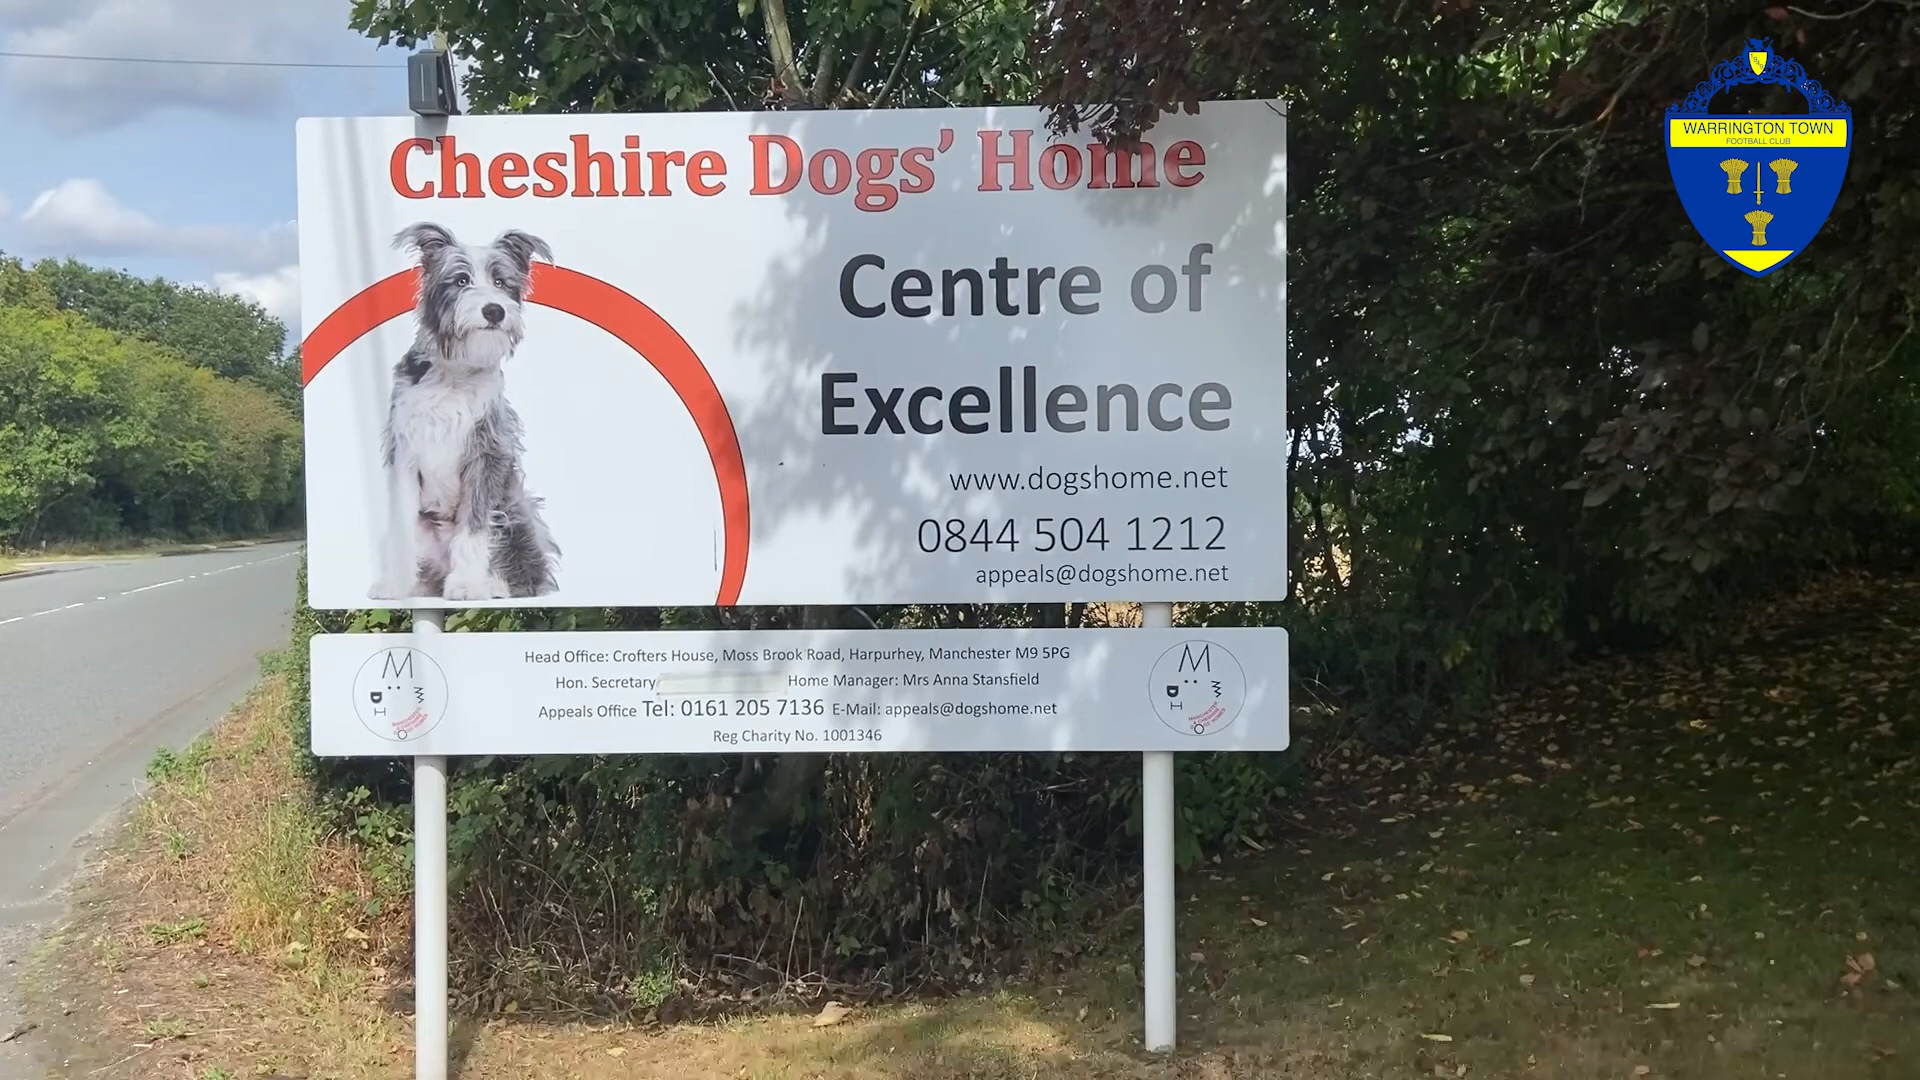 Cheshire Dogs’ Home
Centre of
Excellence
www.dogshome.net
0844 504 1212
appeals@dogshome.net
Head Office: Crofters House, Moss Brook Road, Harpurhey, Manchester M9 5PG
Hon. Secretary Home Manager: Mrs Anna Stansfield
Appeals Office Tel: 0161 205 7136 E-Mail: appeals@dogshome.net
Reg Charity No. 1001346
WARRINGTON TOWN
FOOTBALL CLUB